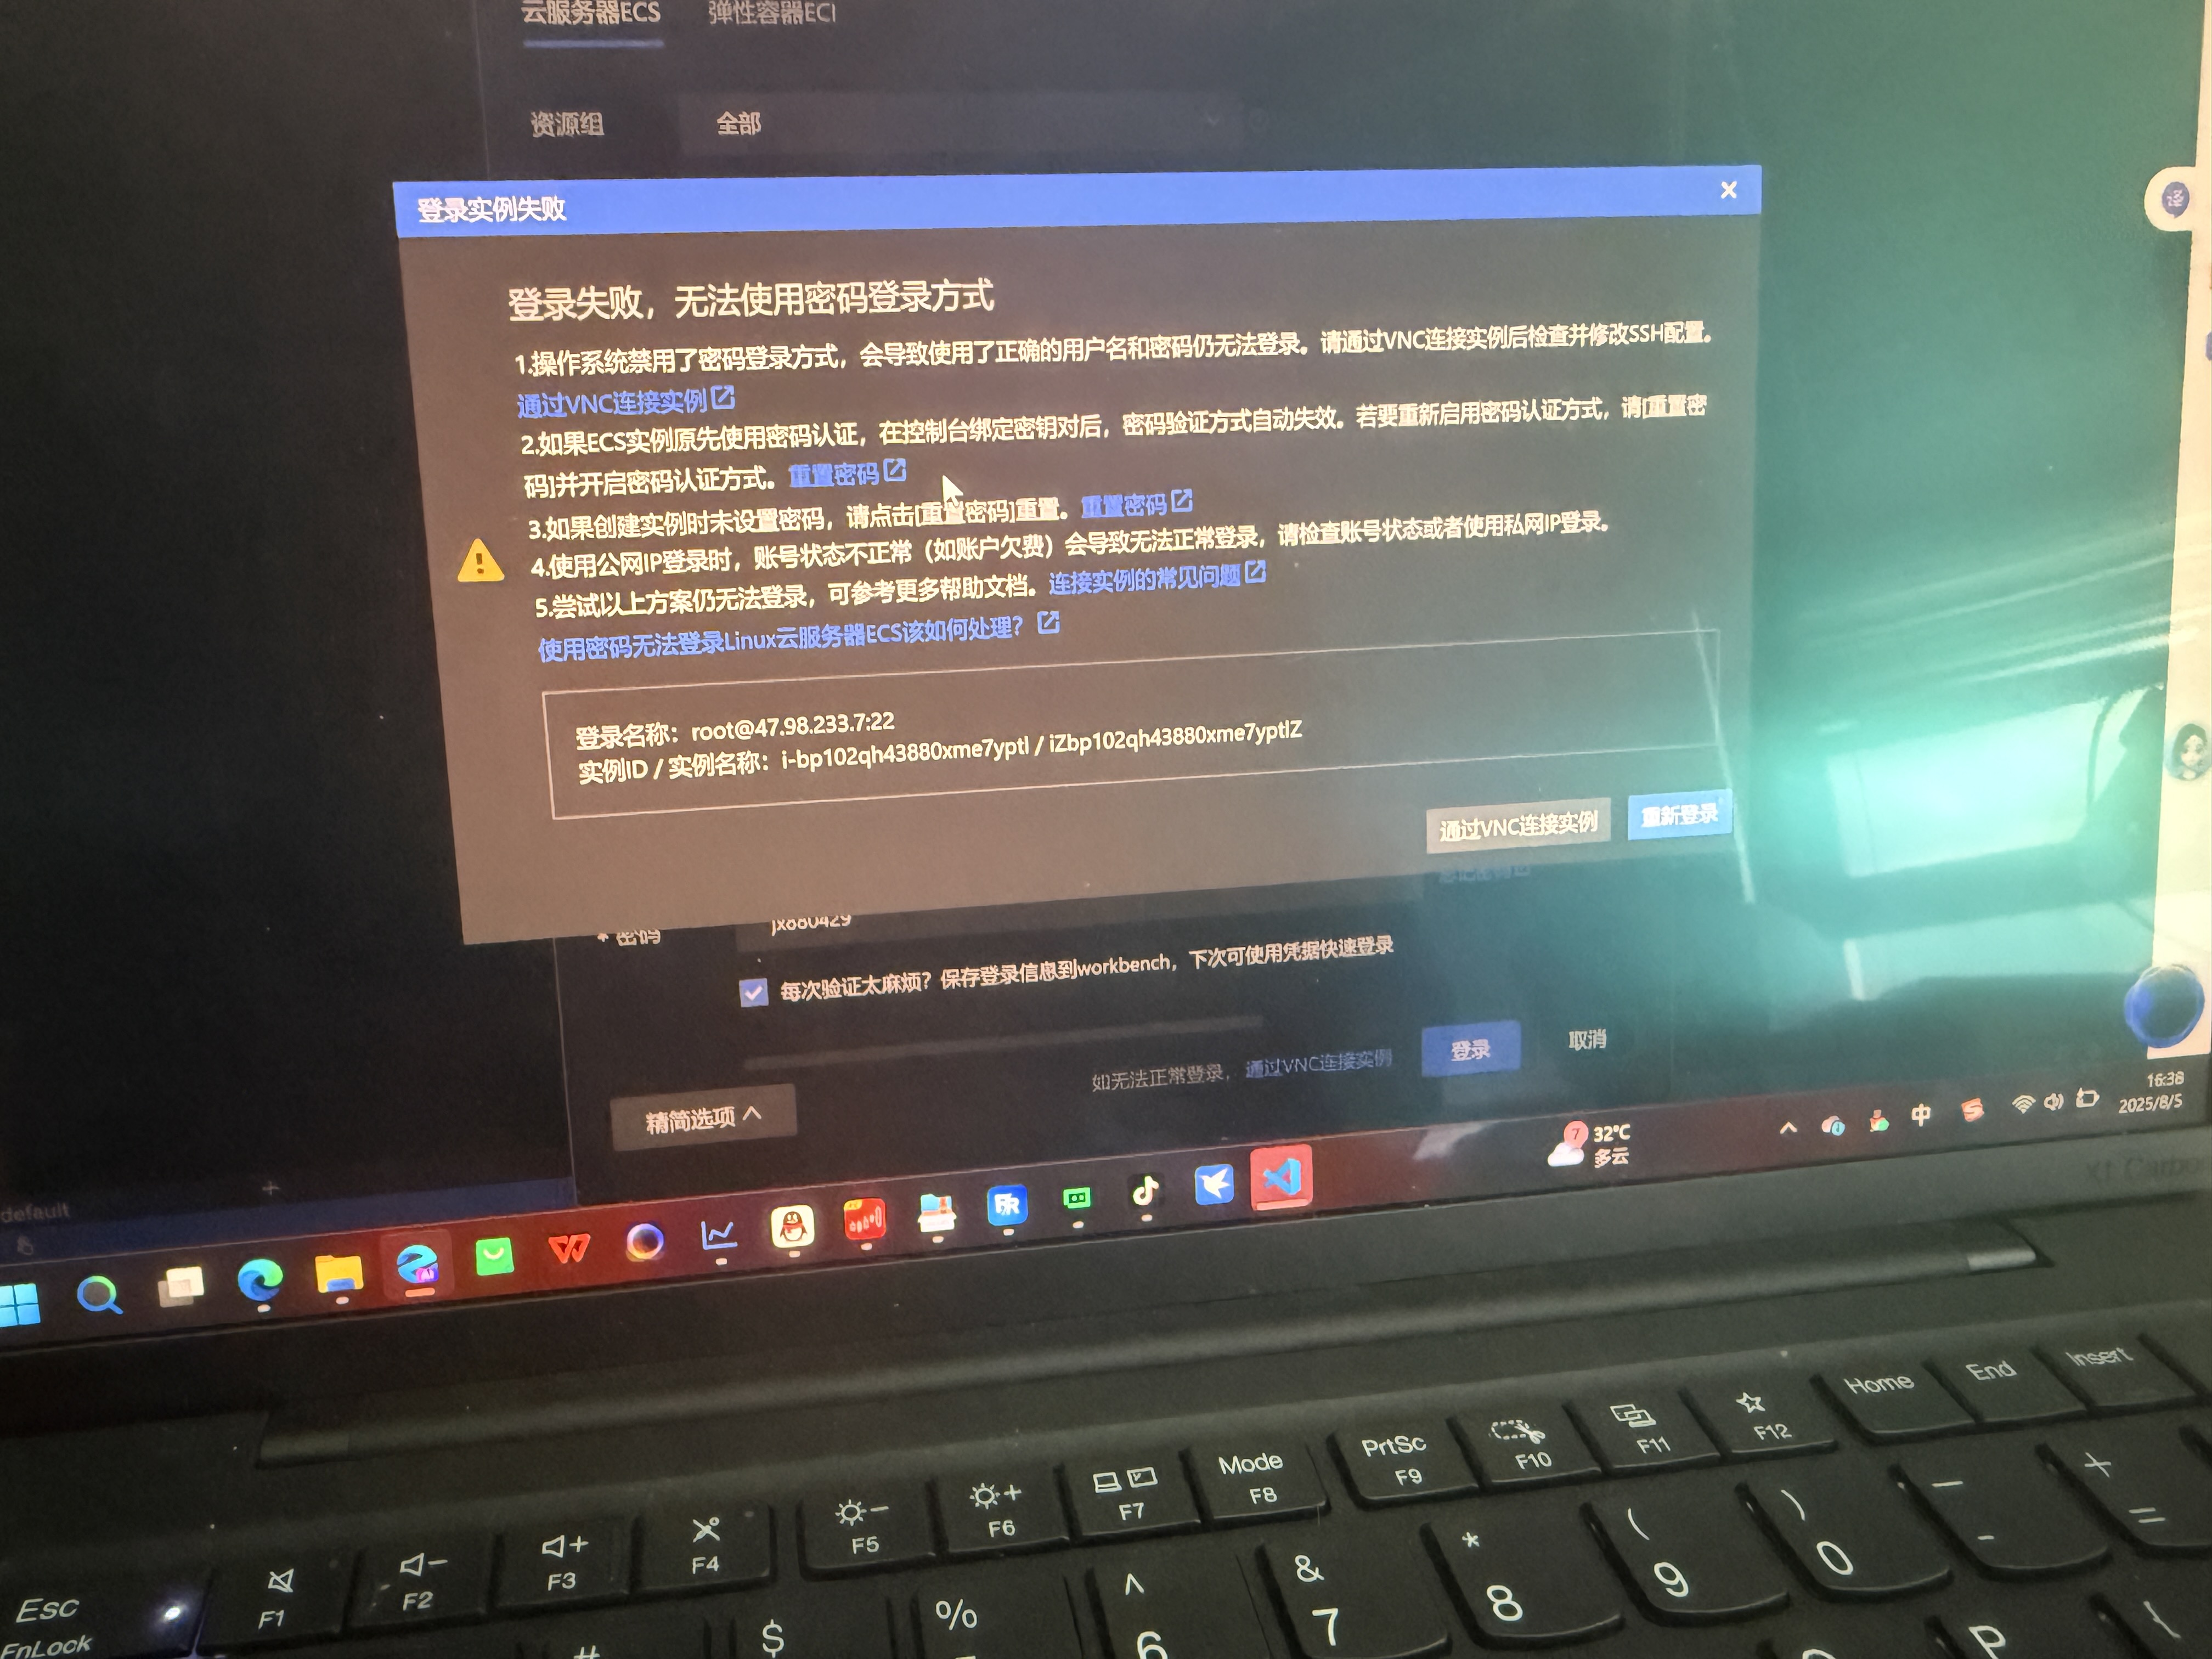 云服务器ECS 弹性容器ECI
资源组 全部
登录实例失败
译
登录失败，无法使用密码登录方式
1.操作系统禁用了密码登录方式，会导致使用了正确的用户名和密码仍无法登录。请通过VNC连接实例后检查并修改SSH配置。
通过VNC连接实例
2.如果ECS实例原先使用密码认证，在控制台绑定密钥对后，密码验证方式自动失效。若要重新启用密码认证方式，请[重置密
码]并开启密码认证方式。重置密码
3.如果创建实例时未设置密码，请点击[重置密码]重置。重置密码
4.使用公网IP登录时，账号状态不正常（如账户欠费）会导致无法正常登录，请检查账号状态或者使用私网IP登录。
5.尝试以上方案仍无法登录，可参考更多帮助文档。连接实例的常见问题
使用密码无法登录Linux云服务器ECS该如何处理？
登录名称：root@47.98.233.7:22
实例ID / 实例名称：i-bp102qh43880xme7yptl / iZbp102qh43880xme7yptlZ
通过VNC连接实例 重新登录
忘记密码
* 密码 jx880429
每次验证太麻烦？保存登录信息到workbench，下次可使用凭据快速登录
如无法正常登录，通过VNC连接实例 登录 取消
精简选项
default
7 32°C
多云
中
16:38
2025/8/5
X1 Carbo
Esc
FnLock
F1
F2
F3
F4
F5
F6
F7
Mode
F8
PrtSc
F9
F10
F11
F12
Home
End
Insert
#
$
%
^
6
&
7
*
8
(
9
)
0
—
-
+
=
P